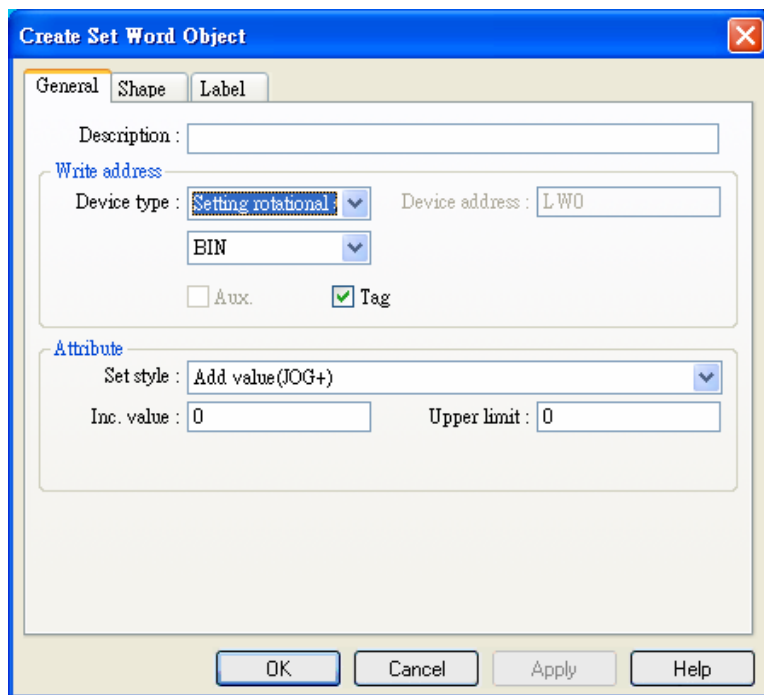 Create Set Word Object
General Shape Label
Description :
Write address
Device type : Setting rotational Device address : LW0
BIN
Aux. Tag
Attribute
Set style : Add value(JOG+)
Inc. value : 0 Upper limit : 0
OK Cancel Apply Help